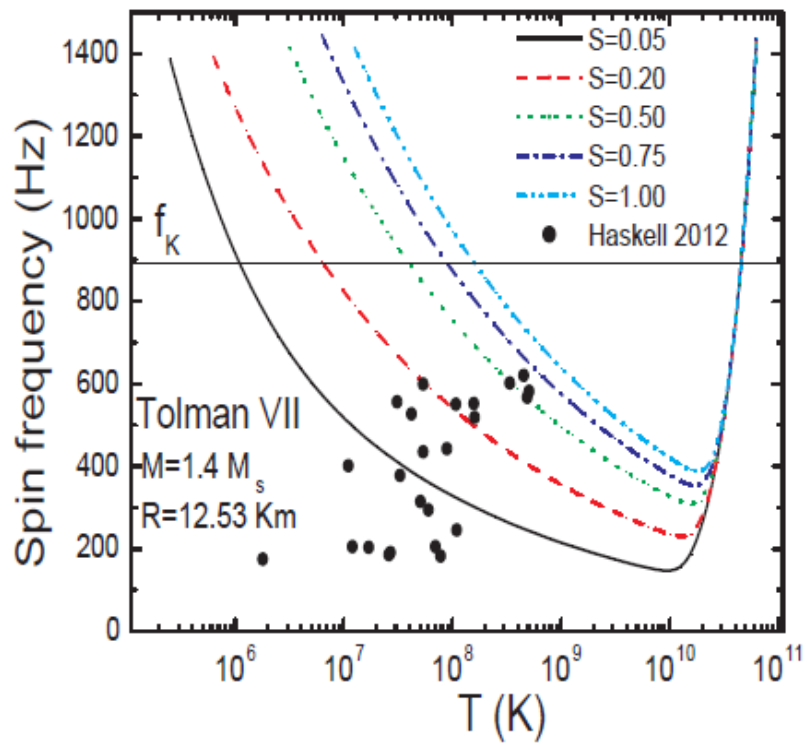 1400
1200
1000
800
600
400
200
0
Spin frequency (Hz)
f_K
S=0.05
S=0.20
S=0.50
S=0.75
S=1.00
Haskell 2012
Tolman VII
M=1.4 M_s
R=12.53 Km
10^6
10^7
10^8
10^9
10^10
10^11
T (K)